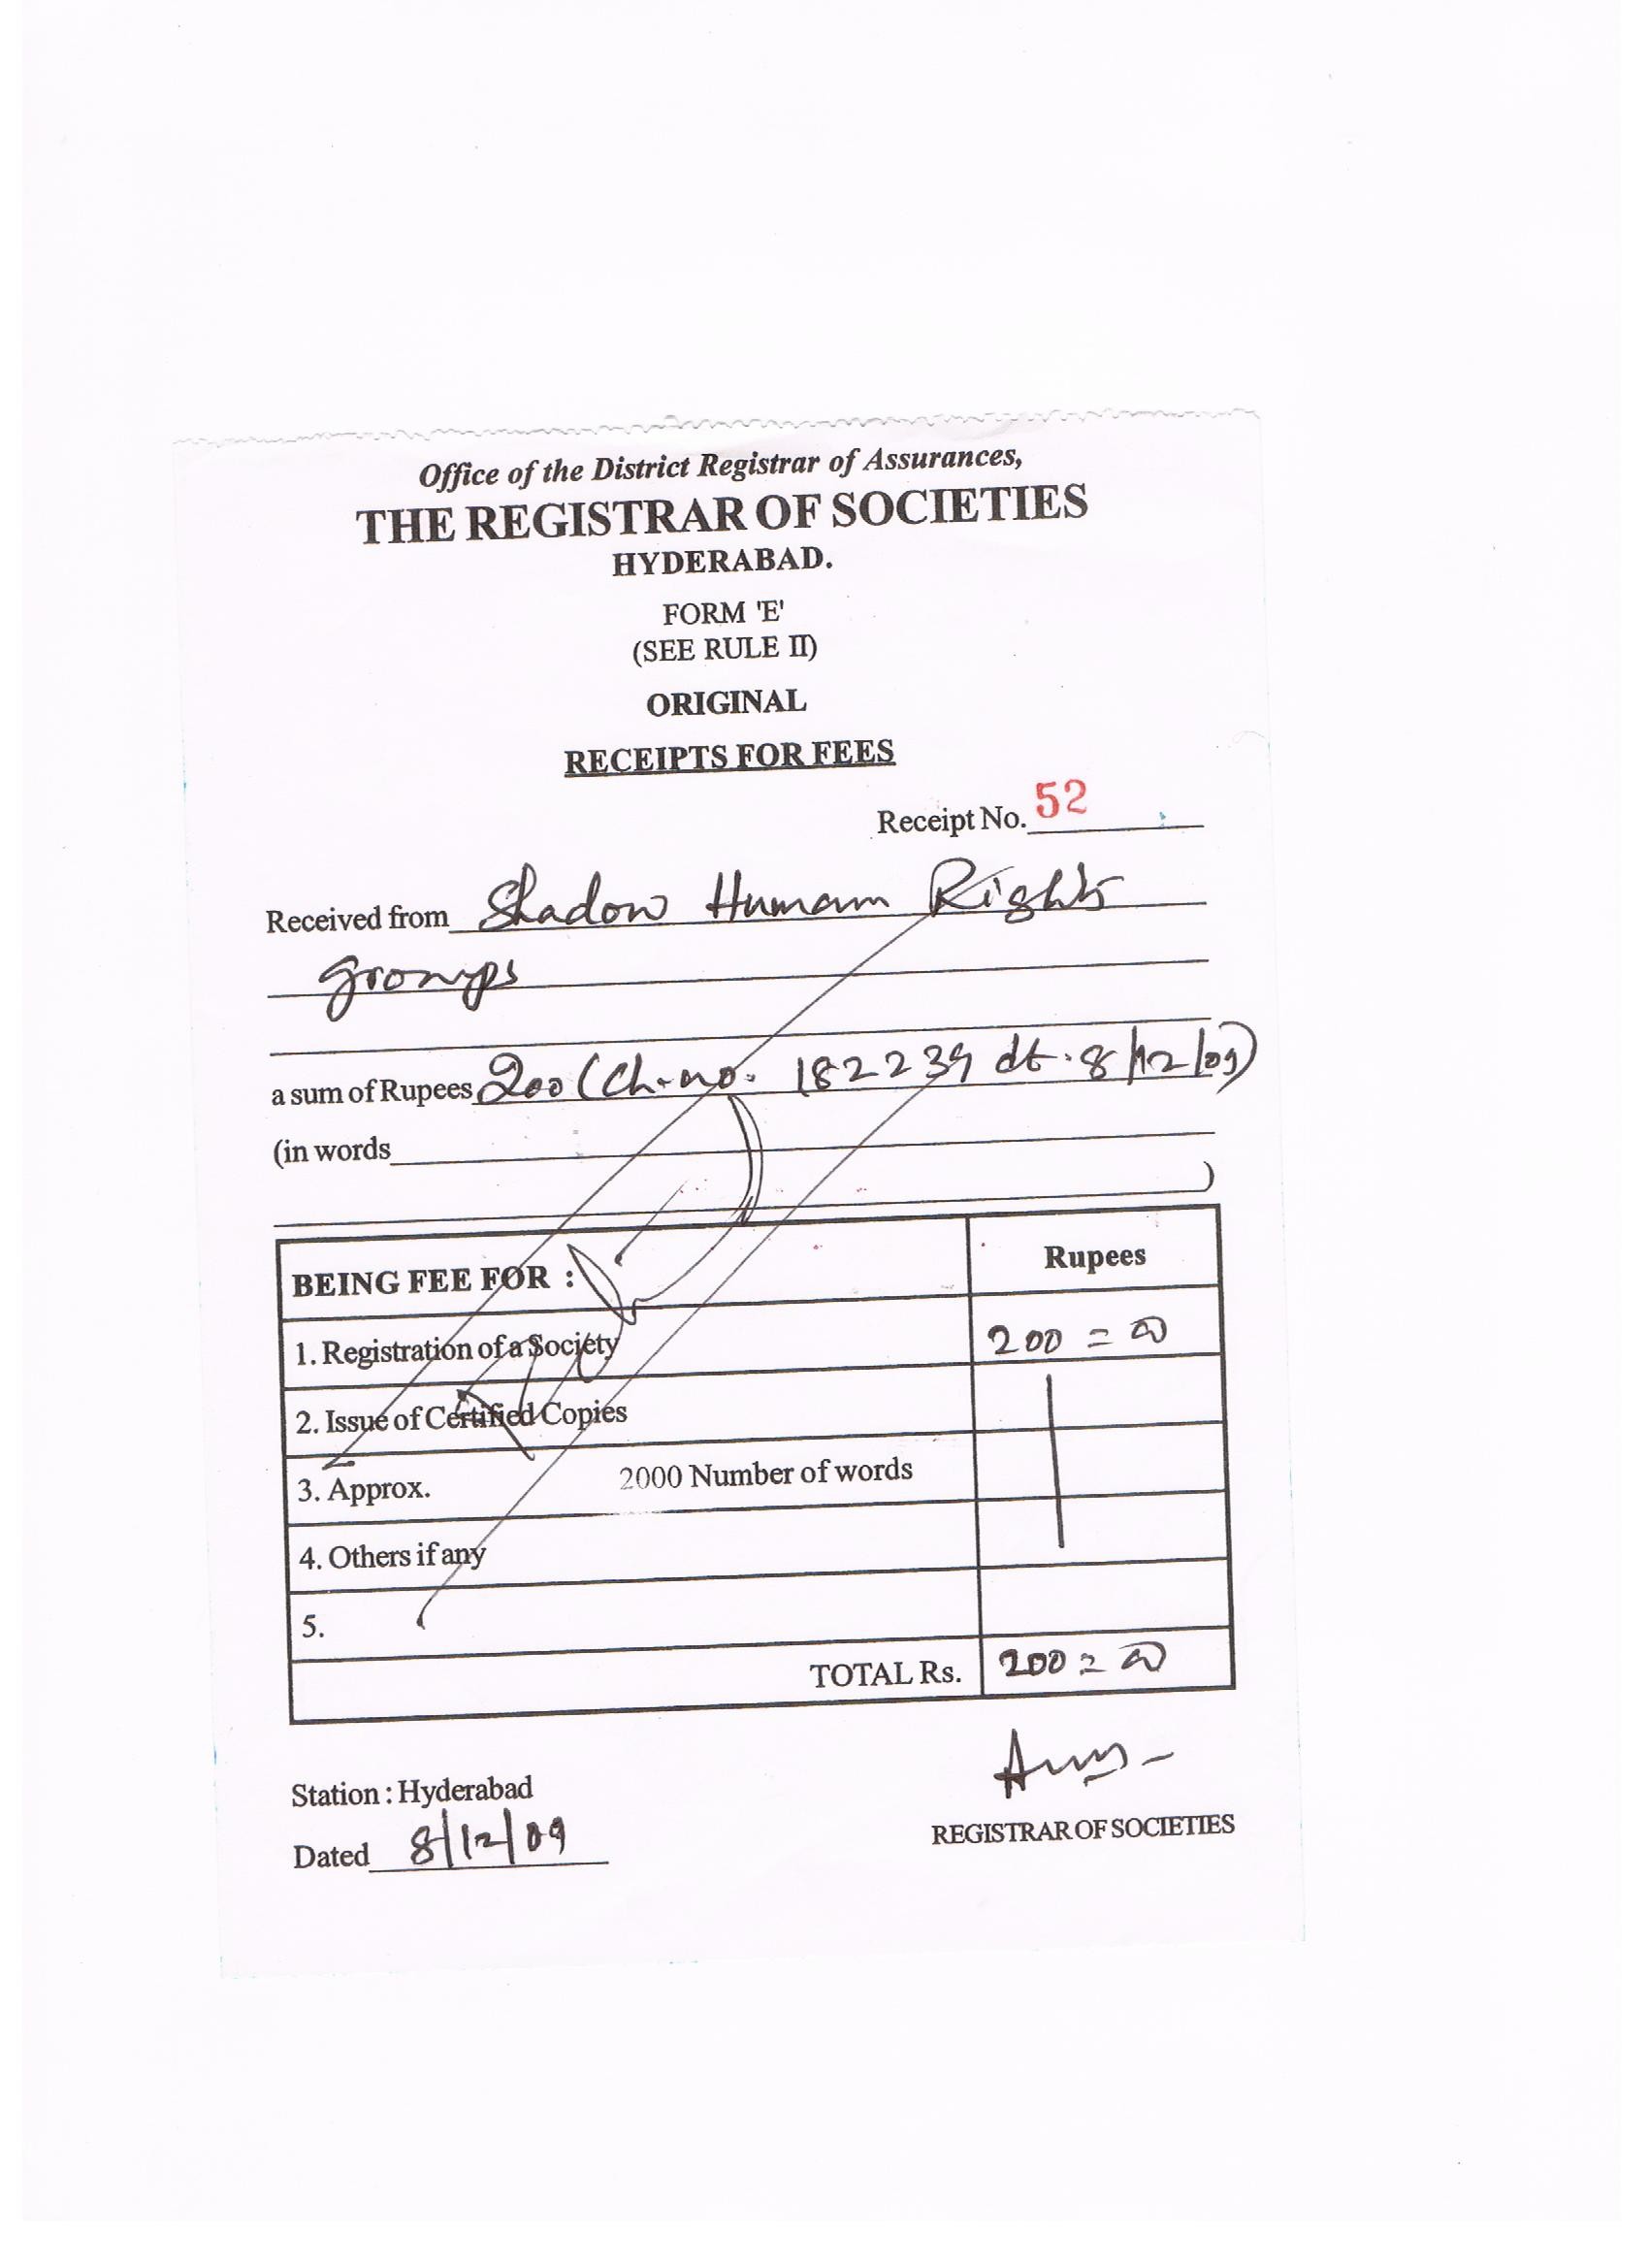 Office of the District Registrar of Assurances,
THE REGISTRAR OF SOCIETIES
HYDERABAD.
FORM 'E'
(SEE RULE II)
ORIGINAL
RECEIPTS FOR FEES
Receipt No. 52
Received from Shadow Human Rights
groups
a sum of Rupees 200 (Ch. no. 182239 dt. 8/12/09)
(in words
)
BEING FEE FOR : Rupees
1. Registration of a Society 200 = 00
2. Issue of Certified Copies
3. Approx. 2000 Number of words
4. Others if any
5.
TOTAL Rs. 200 = 00
Station : Hyderabad
REGISTRAR OF SOCIETIES
Dated 8/12/09